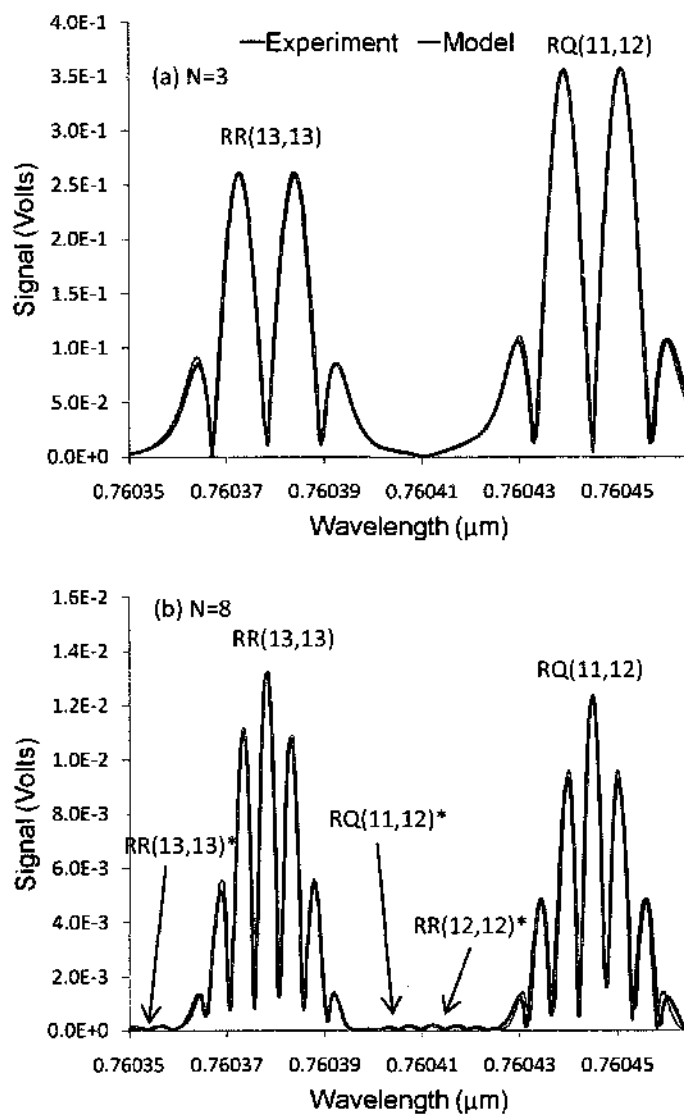 4.0E-1
Experiment
Model
RQ(11,12)
3.5E-1
(a) N=3
3.0E-1
RR(13,13)
2.5E-1
Signal (Volts)
2.0E-1
1.5E-1
1.0E-1
5.0E-2
0.0E+0
0.76035 0.76037 0.76039 0.76041 0.76043 0.76045
Wavelength (μm)
1.6E-2
(b) N=8
RR(13,13)
1.4E-2
RQ(11,12)
1.2E-2
1.0E-2
Signal (Volts)
8.0E-3
RQ(11,12)*
RR(13,13)*
6.0E-3
4.0E-3
RR(12,12)*
2.0E-3
0.0E+0
0.76035 0.76037 0.76039 0.76041 0.76043 0.76045
Wavelength (μm)